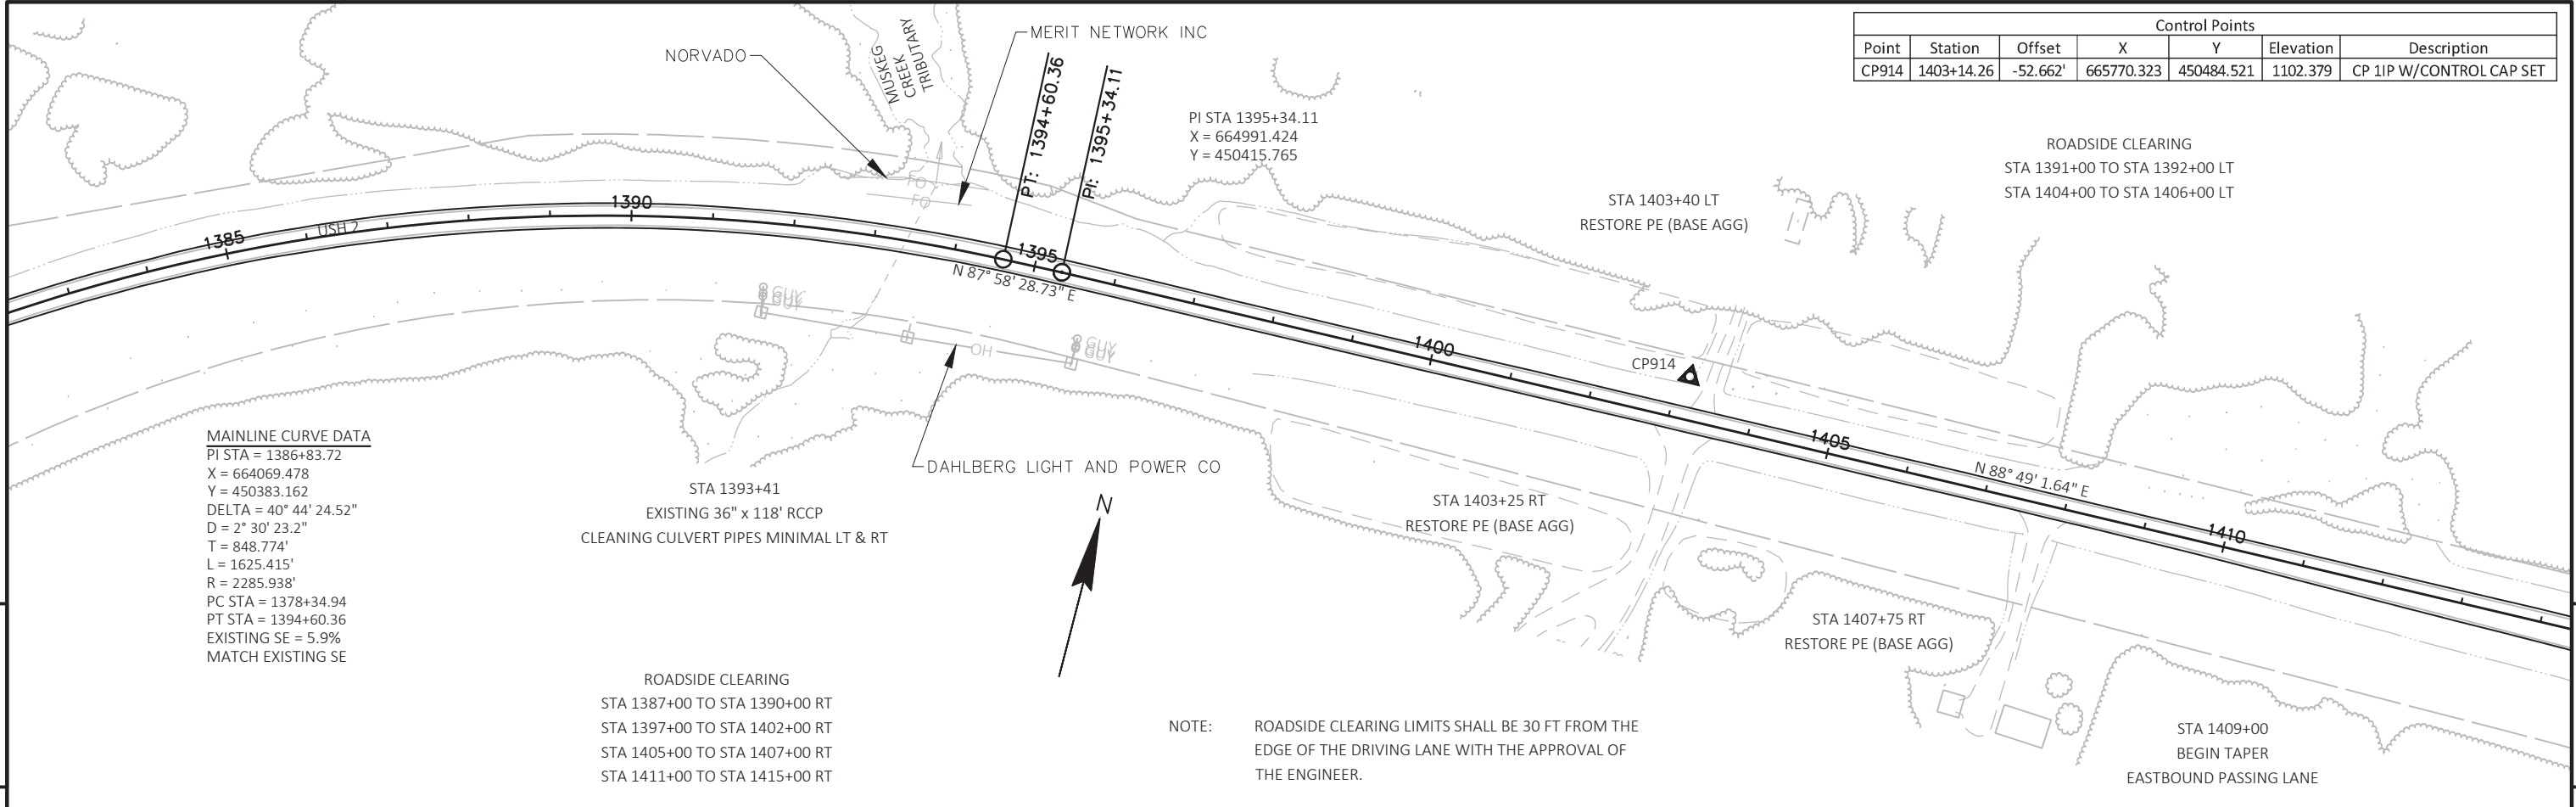 Control Points
Point Station Offset X Y Elevation Description
CP914 1403+14.26 -52.662' 665770.323 450484.521 1102.379 CP 1IP W/CONTROL CAP SET
NORVADO
MERIT NETWORK INC
MUSKEG
CREEK
TRIBUTARY
PT: 1394+60.36
PI: 1395+34.11
PI STA 1395+34.11
X = 664991.424
Y = 450415.765
ROADSIDE CLEARING
STA 1391+00 TO STA 1392+00 LT
STA 1404+00 TO STA 1406+00 LT
STA 1403+40 LT
RESTORE PE (BASE AGG)
FO
FO
1385
USH 2
1390
1395
N 87° 58' 28.73" E
GUY
GUY
GUY
OH
GUY
GUY
1400
CP914
1405
N 88° 49' 1.64" E
1410
MAINLINE CURVE DATA
PI STA = 1386+83.72
X = 664069.478
Y = 450383.162
DELTA = 40° 44' 24.52"
D = 2° 30' 23.2"
T = 848.774'
L = 1625.415'
R = 2285.938'
PC STA = 1378+34.94
PT STA = 1394+60.36
EXISTING SE = 5.9%
MATCH EXISTING SE
DAHLBERG LIGHT AND POWER CO
STA 1393+41
EXISTING 36" x 118' RCCP
CLEANING CULVERT PIPES MINIMAL LT & RT
N
STA 1403+25 RT
RESTORE PE (BASE AGG)
STA 1407+75 RT
RESTORE PE (BASE AGG)
ROADSIDE CLEARING
STA 1387+00 TO STA 1390+00 RT
STA 1397+00 TO STA 1402+00 RT
STA 1405+00 TO STA 1407+00 RT
STA 1411+00 TO STA 1415+00 RT
NOTE: ROADSIDE CLEARING LIMITS SHALL BE 30 FT FROM THE
EDGE OF THE DRIVING LANE WITH THE APPROVAL OF
THE ENGINEER.
STA 1409+00
BEGIN TAPER
EASTBOUND PASSING LANE